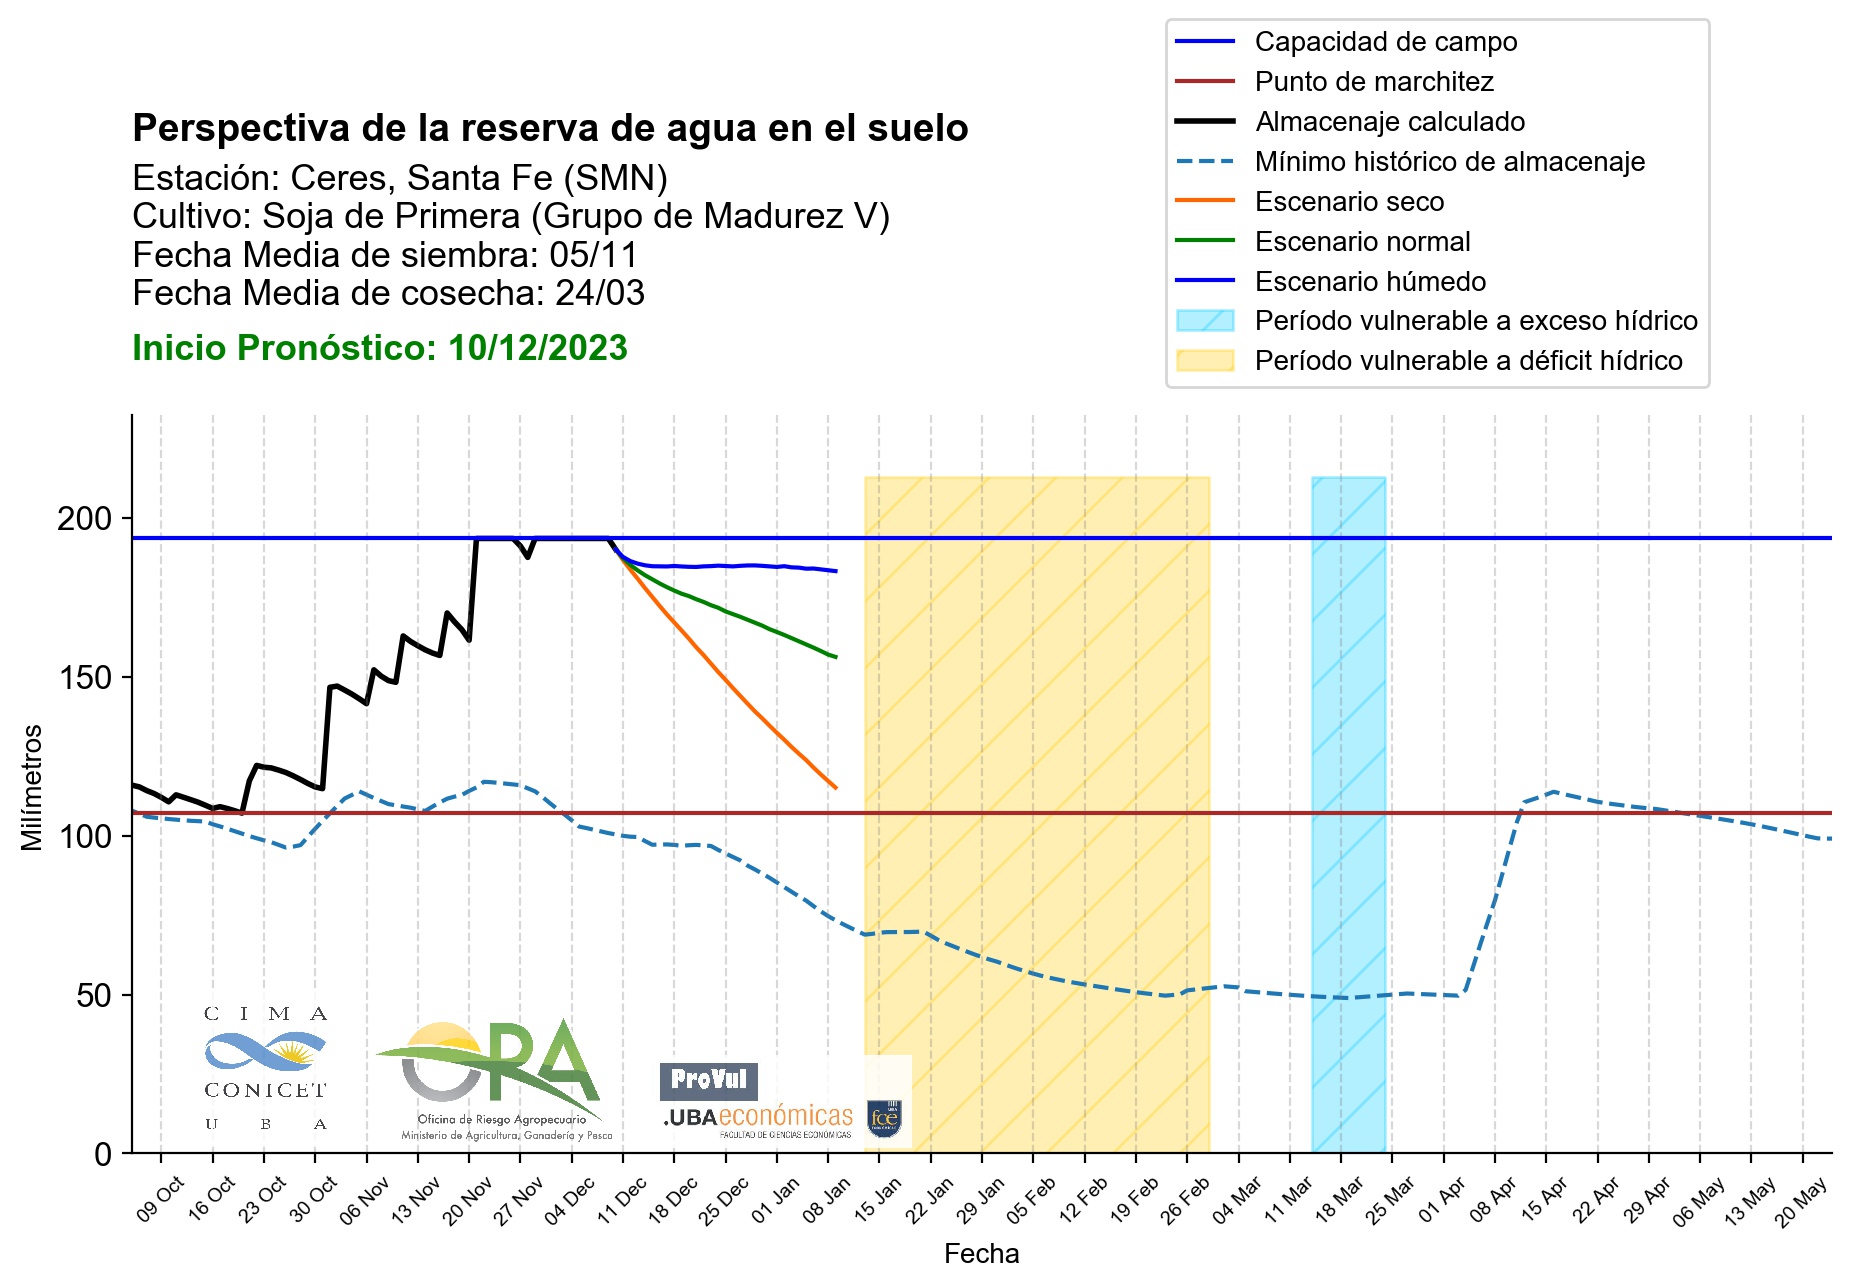 Capacidad de campo
Punto de marchitez
Almacenaje calculado
Mínimo histórico de almacenaje
Escenario seco
Escenario normal
Escenario húmedo
Período vulnerable a exceso hídrico
Período vulnerable a déficit hídrico
Perspectiva de la reserva de agua en el suelo
Estación: Ceres, Santa Fe (SMN)
Cultivo: Soja de Primera (Grupo de Madurez V)
Fecha Media de siembra: 05/11
Fecha Media de cosecha: 24/03
Inicio Pronóstico: 10/12/2023
200
150
100
50
0
Milímetros
C I M A
CONICET
U B A
ORA
Oficina de Riesgo Agropecuario
Ministerio de Agricultura, Ganadería y Pesca
ProVul
.UBAeconómicas
FACULTAD DE CIENCIAS ECONÓMICAS
UBA
fce
ECONÓMICAS
09 Oct
16 Oct
23 Oct
30 Oct
06 Nov
13 Nov
20 Nov
27 Nov
04 Dec
11 Dec
18 Dec
25 Dec
01 Jan
08 Jan
15 Jan
22 Jan
29 Jan
05 Feb
12 Feb
19 Feb
26 Feb
04 Mar
11 Mar
18 Mar
25 Mar
01 Apr
08 Apr
15 Apr
22 Apr
29 Apr
06 May
13 May
20 May
Fecha